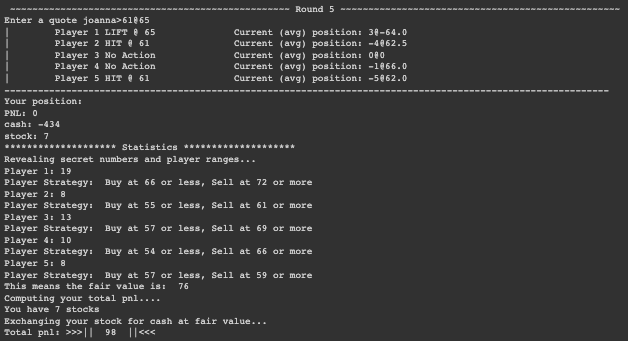 -------------------------------------------------- Round 5 --------------------------------------------------
Enter a quote joanna>61@65
| Player 1 LIFT @ 65 Current (avg) position: 3@-64.0
| Player 2 HIT @ 61 Current (avg) position: -4@62.5
| Player 3 No Action Current (avg) position: 0@0
| Player 4 No Action Current (avg) position: -1@66.0
| Player 5 HIT @ 61 Current (avg) position: -5@62.0
------------------------------------------------------------------------------------------------------------
Your position:
PNL: 0
cash: -434
stock: 7
******************** Statistics ********************
Revealing secret numbers and player ranges...
Player 1: 19
Player Strategy: Buy at 66 or less, Sell at 72 or more
Player 2: 8
Player Strategy: Buy at 55 or less, Sell at 61 or more
Player 3: 13
Player Strategy: Buy at 57 or less, Sell at 69 or more
Player 4: 10
Player Strategy: Buy at 54 or less, Sell at 66 or more
Player 5: 8
Player Strategy: Buy at 57 or less, Sell at 59 or more
This means the fair value is: 76
Computing your total pnl....
You have 7 stocks
Exchanging your stock for cash at fair value...
Total pnl: >>>|| 98 ||<<<